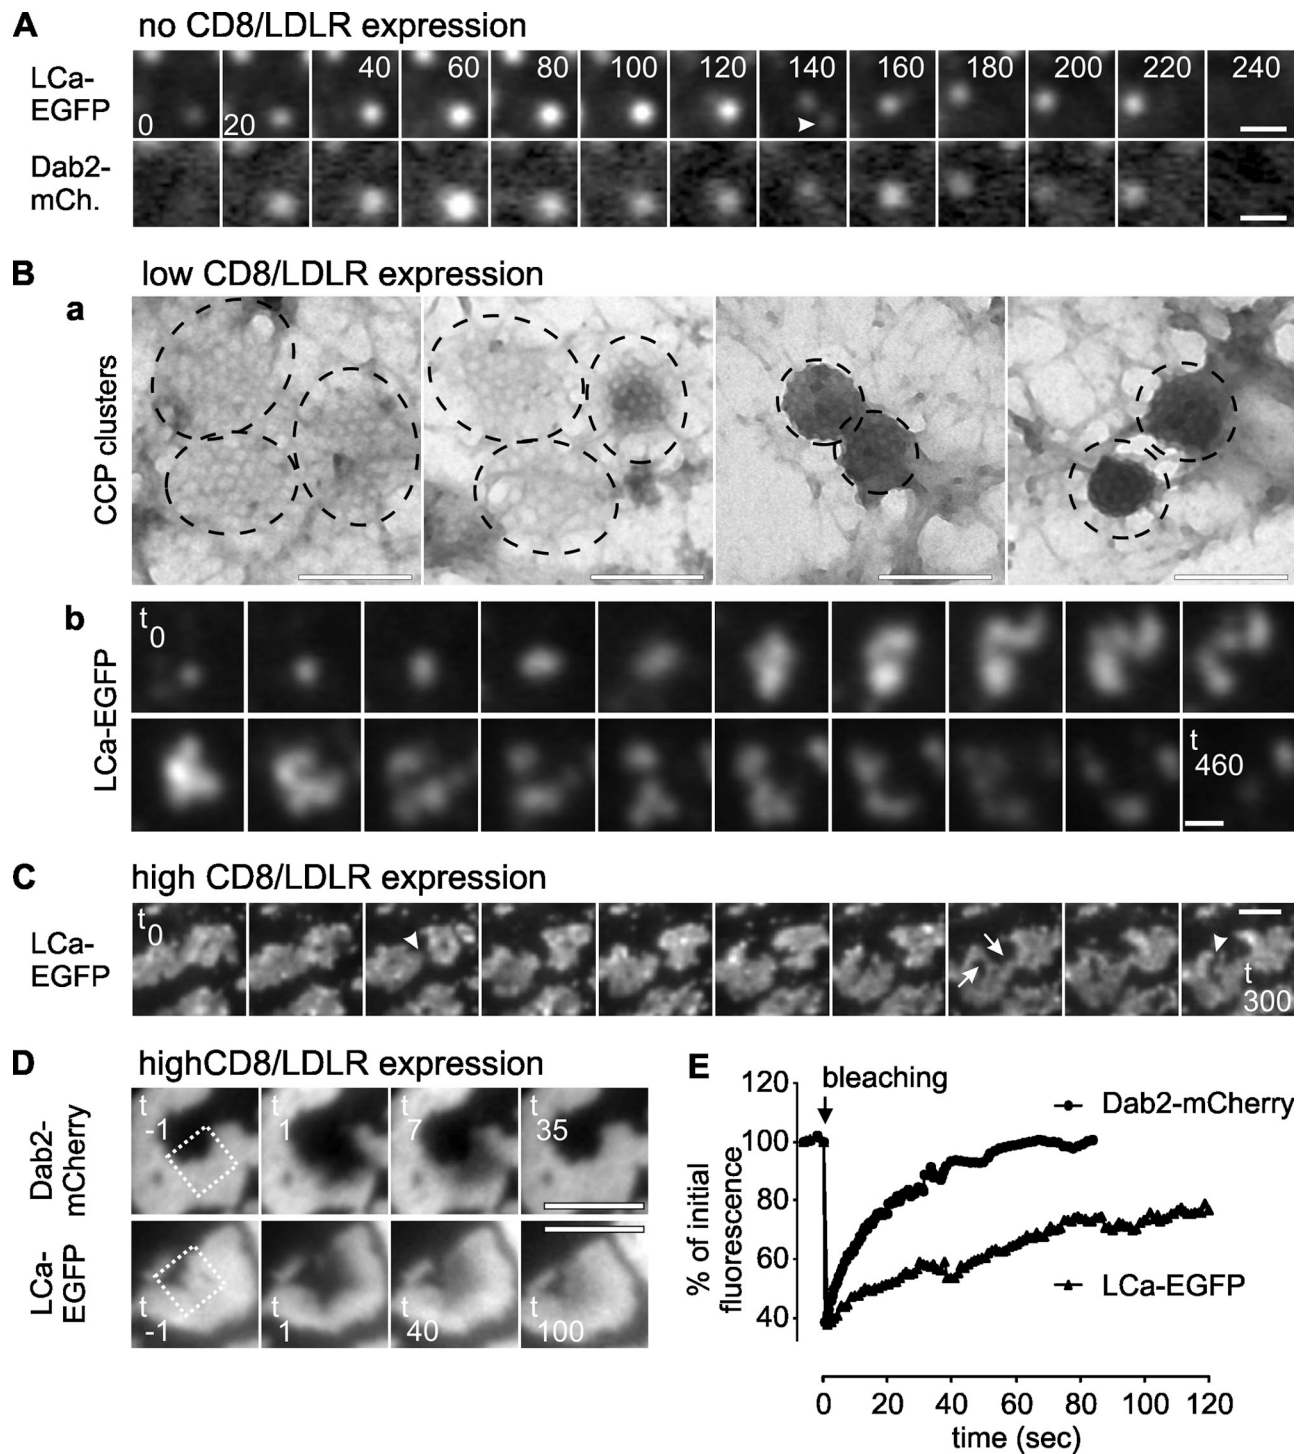 A no CD8/LDLR expression
LCa-
EGFP
0 20 40 60 80 100 120 140 160 180 200 220 240
Dab2-
mCh.
B low CD8/LDLR expression
a
CCP clusters
b
LCa-EGFP
t 0
t 460
C high CD8/LDLR expression
LCa-
EGFP
t 0
t 300
D highCD8/LDLR expression
Dab2-
mCherry
t -1 t 1 t 7 t 35
LCa-
EGFP
t -1 t 1 t 40 t 100
E
bleaching
Dab2-mCherry
LCa-EGFP
% of initial
fluorescence
120
100
80
60
40
0 20 40 60 80 100 120
time (sec)